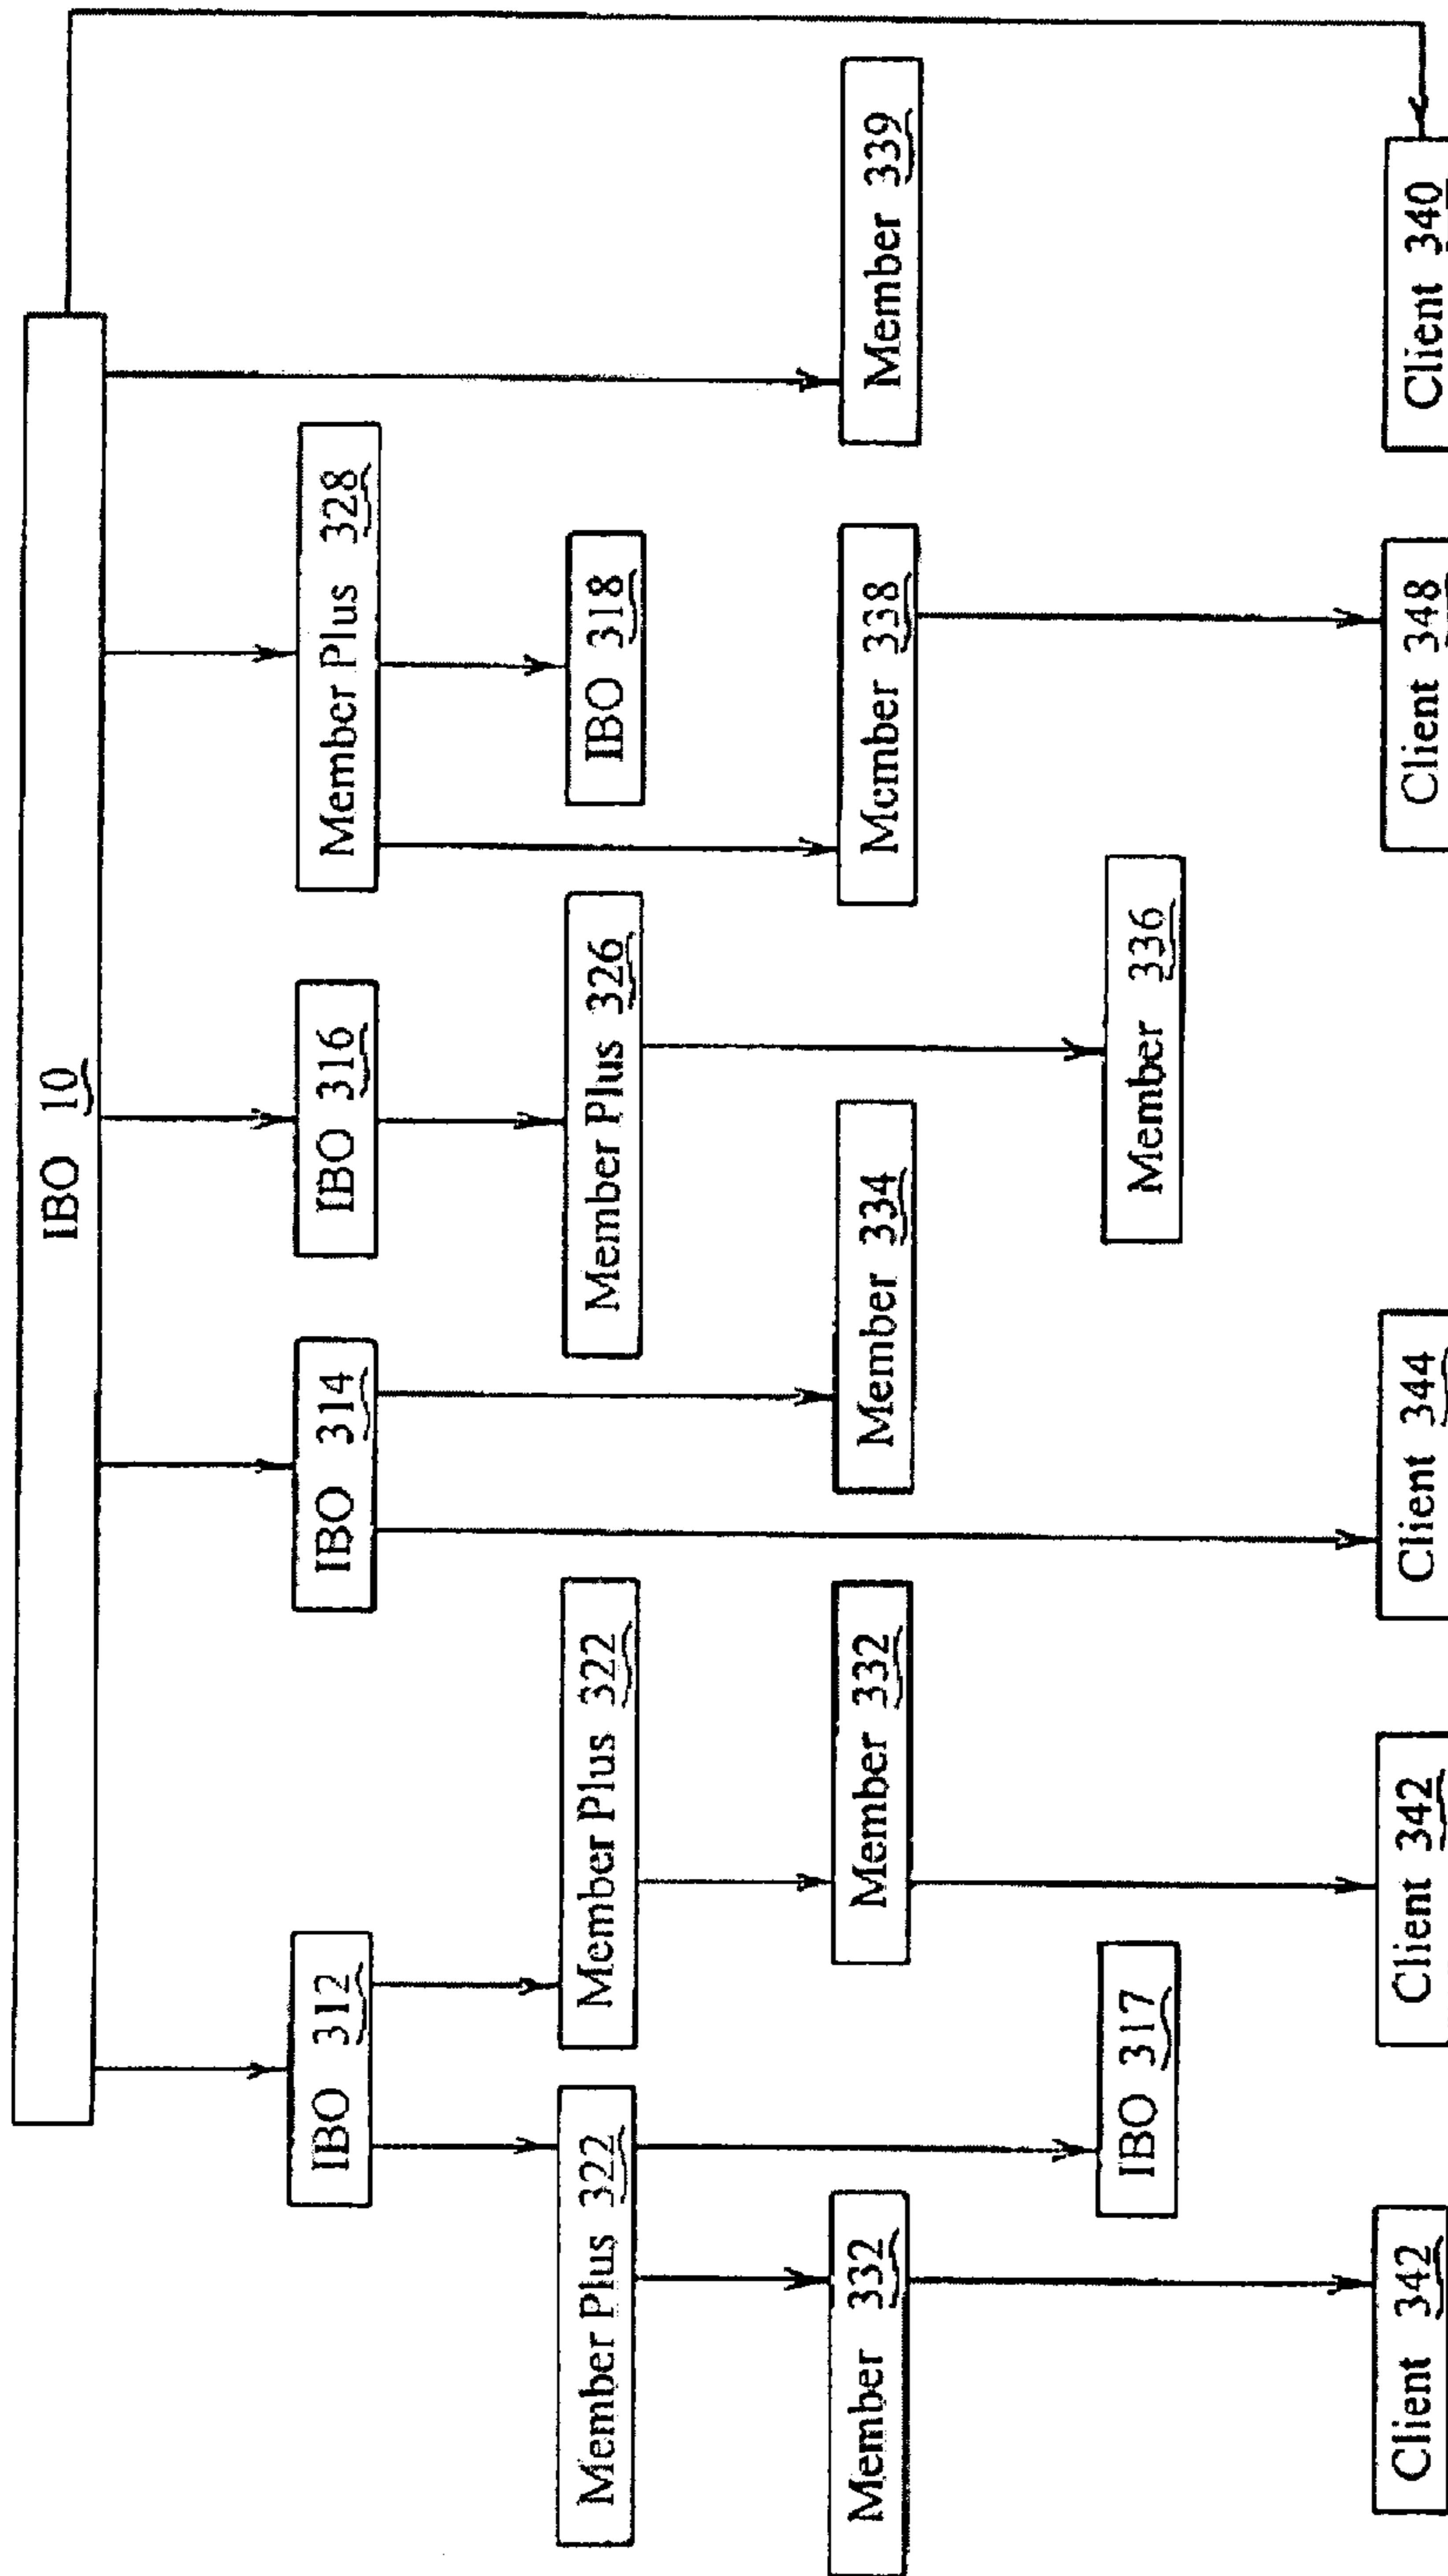 IBO 10
IBO 312
IBO 314
IBO 316
Member Plus 328
Member Plus 322
Member Plus 322
Member Plus 326
IBO 318
Member 332
Member 332
Member 334
Member 338
Member 339
IBO 317
Member 336
Client 342
Client 342
Client 344
Client 348
Client 340